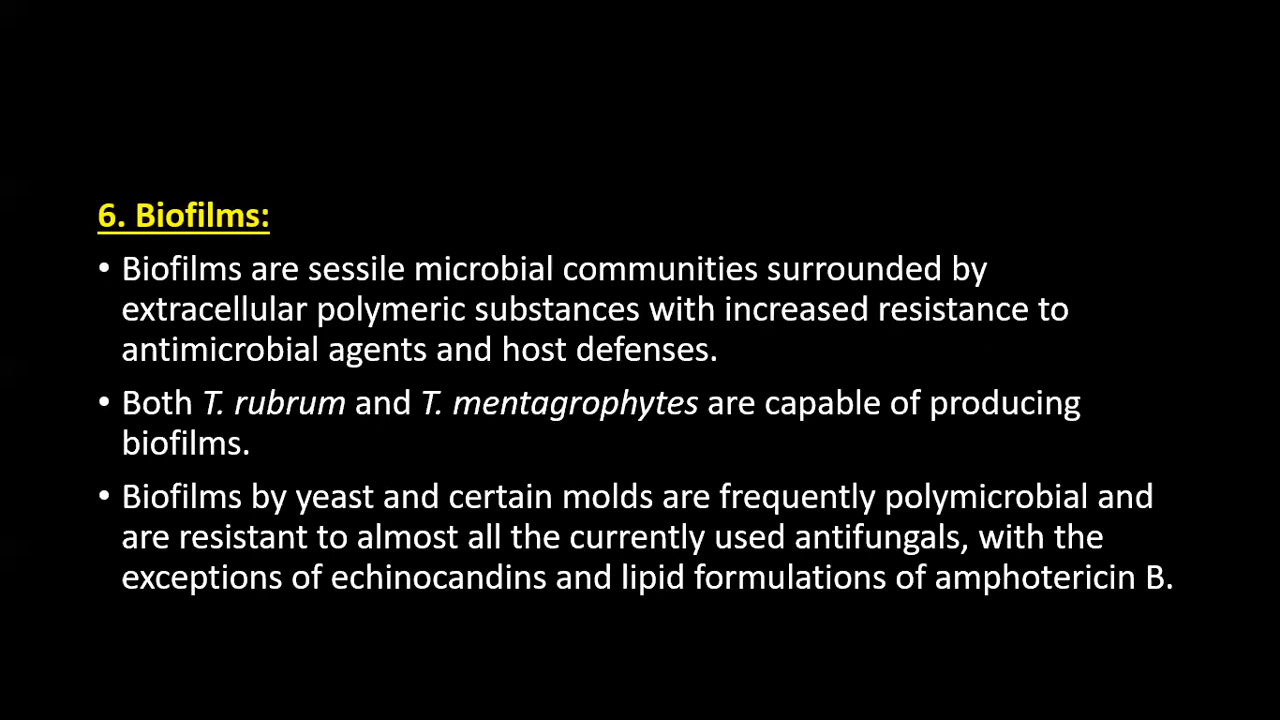 6. Biofilms:
• Biofilms are sessile microbial communities surrounded by
extracellular polymeric substances with increased resistance to
antimicrobial agents and host defenses.
• Both T. rubrum and T. mentagrophytes are capable of producing
biofilms.
• Biofilms by yeast and certain molds are frequently polymicrobial and
are resistant to almost all the currently used antifungals, with the
exceptions of echinocandins and lipid formulations of amphotericin B.